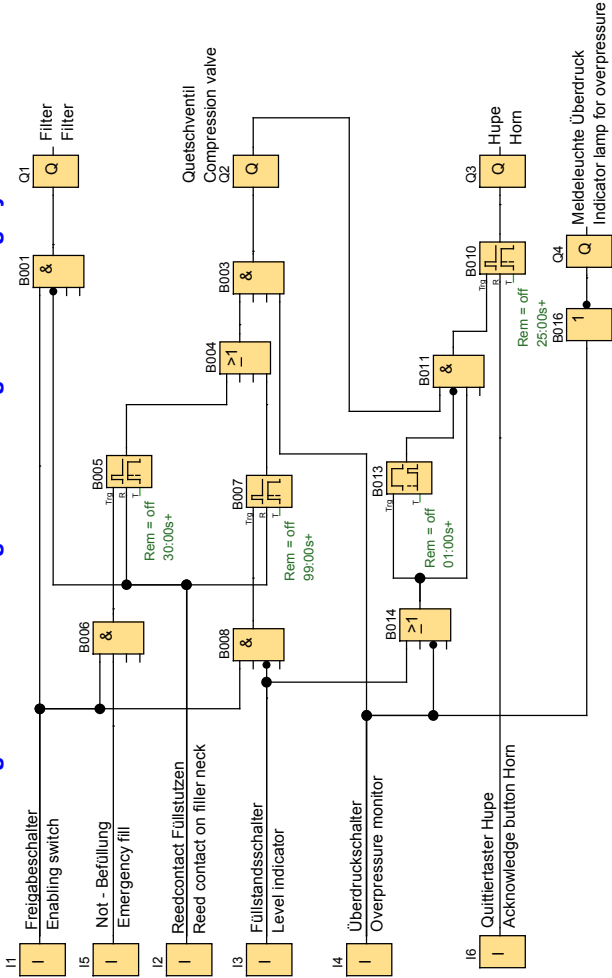 I1
I
Freigabeschalter
Enabling switch
B001
&
Q1
Q
Filter
Filter
I5
I
Not - Befüllung
Emergency fill
B006
&
B005
Trg
R
T
Rem = off
30:00s+
I2
I
Reedcontact Füllstutzen
Reed contact on filler neck
B004
>1
B003
&
Quetschventil
Compression valve
Q2
Q
I3
I
Füllstandsschalter
Level indicator
B008
&
B007
Trg
R
T
Rem = off
99:00s+
I4
I
Überdruckschalter
Overpressure monitor
B014
>1
B013
Trg
T
Rem = off
01:00s+
B011
&
B010
Trg
R
T
Rem = off
25:00s+
Q3
Q
Hupe
Horn
I6
I
Quittiertaster Hupe
Acknowledge button Horn
B016
1
Q4
Q
Meldeleuchte Überdruck
Indicator lamp for overpressure